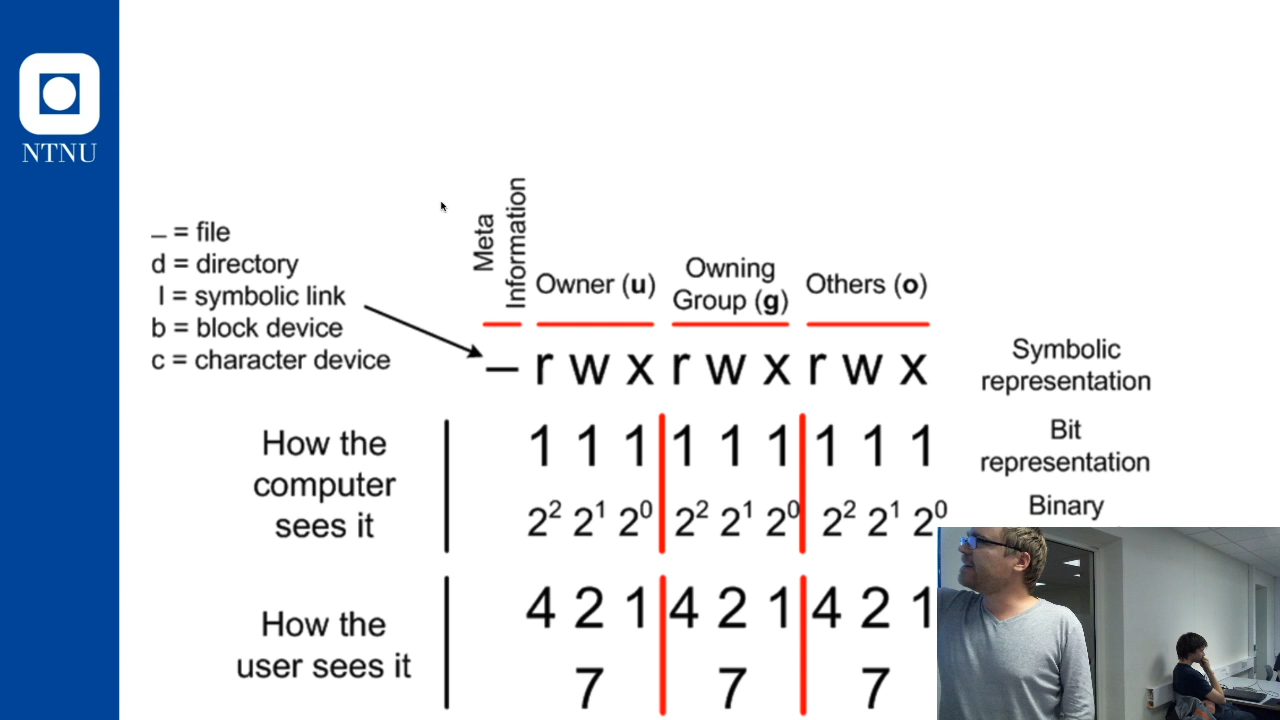 NTNU
– = file
d = directory
l = symbolic link
b = block device
c = character device
Meta
Information
Owner (u)
Owning
Group (g)
Others (o)
– r w x r w x r w x
Symbolic
representation
How the
computer
sees it
1 1 1 1 1 1 1 1 1
Bit
representation
2² 2¹ 2⁰ 2² 2¹ 2⁰ 2² 2¹ 2⁰
Binary
How the
user sees it
4 2 1 4 2 1 4 2 1
7 7 7